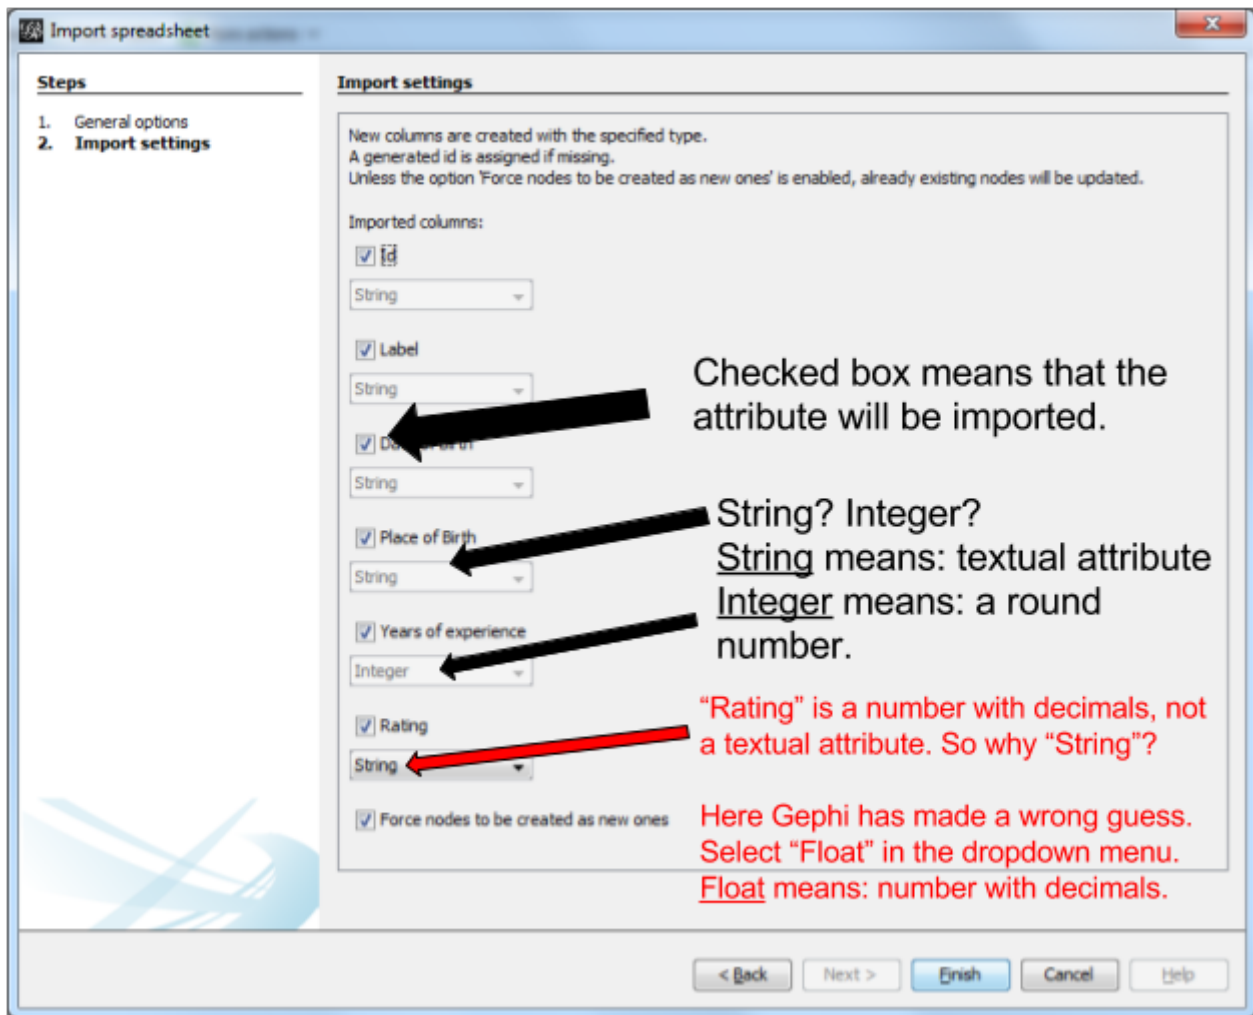 Import spreadsheet
Steps
1. General options
2. Import settings
Import settings
New columns are created with the specified type.
A generated id is assigned if missing.
Unless the option 'Force nodes to be created as new ones' is enabled, already existing nodes will be updated.
Imported columns:
Id
String
Label
String
String
Place of Birth
String
Years of experience
Integer
Rating
String
Force nodes to be created as new ones
Checked box means that the
attribute will be imported.
String? Integer?
String means: textual attribute
Integer means: a round
number.
“Rating” is a number with decimals, not
a textual attribute. So why “String”?
Here Gephi has made a wrong guess.
Select “Float” in the dropdown menu.
Float means: number with decimals.
< Back
Next >
Finish
Cancel
Help